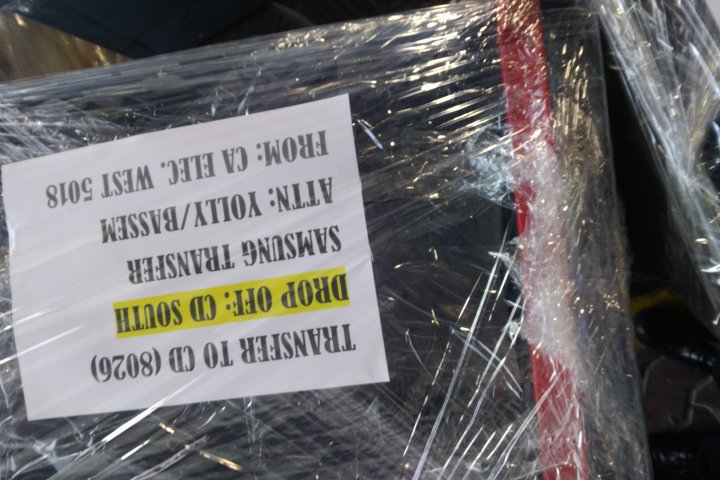 TRANSFER TO CD (8026)
DROP OFF: CD SOUTH
SAMSUNG TRANSFER
ATTN: YOLLY/BASSEM
FROM: CA ELEC. WEST 5018